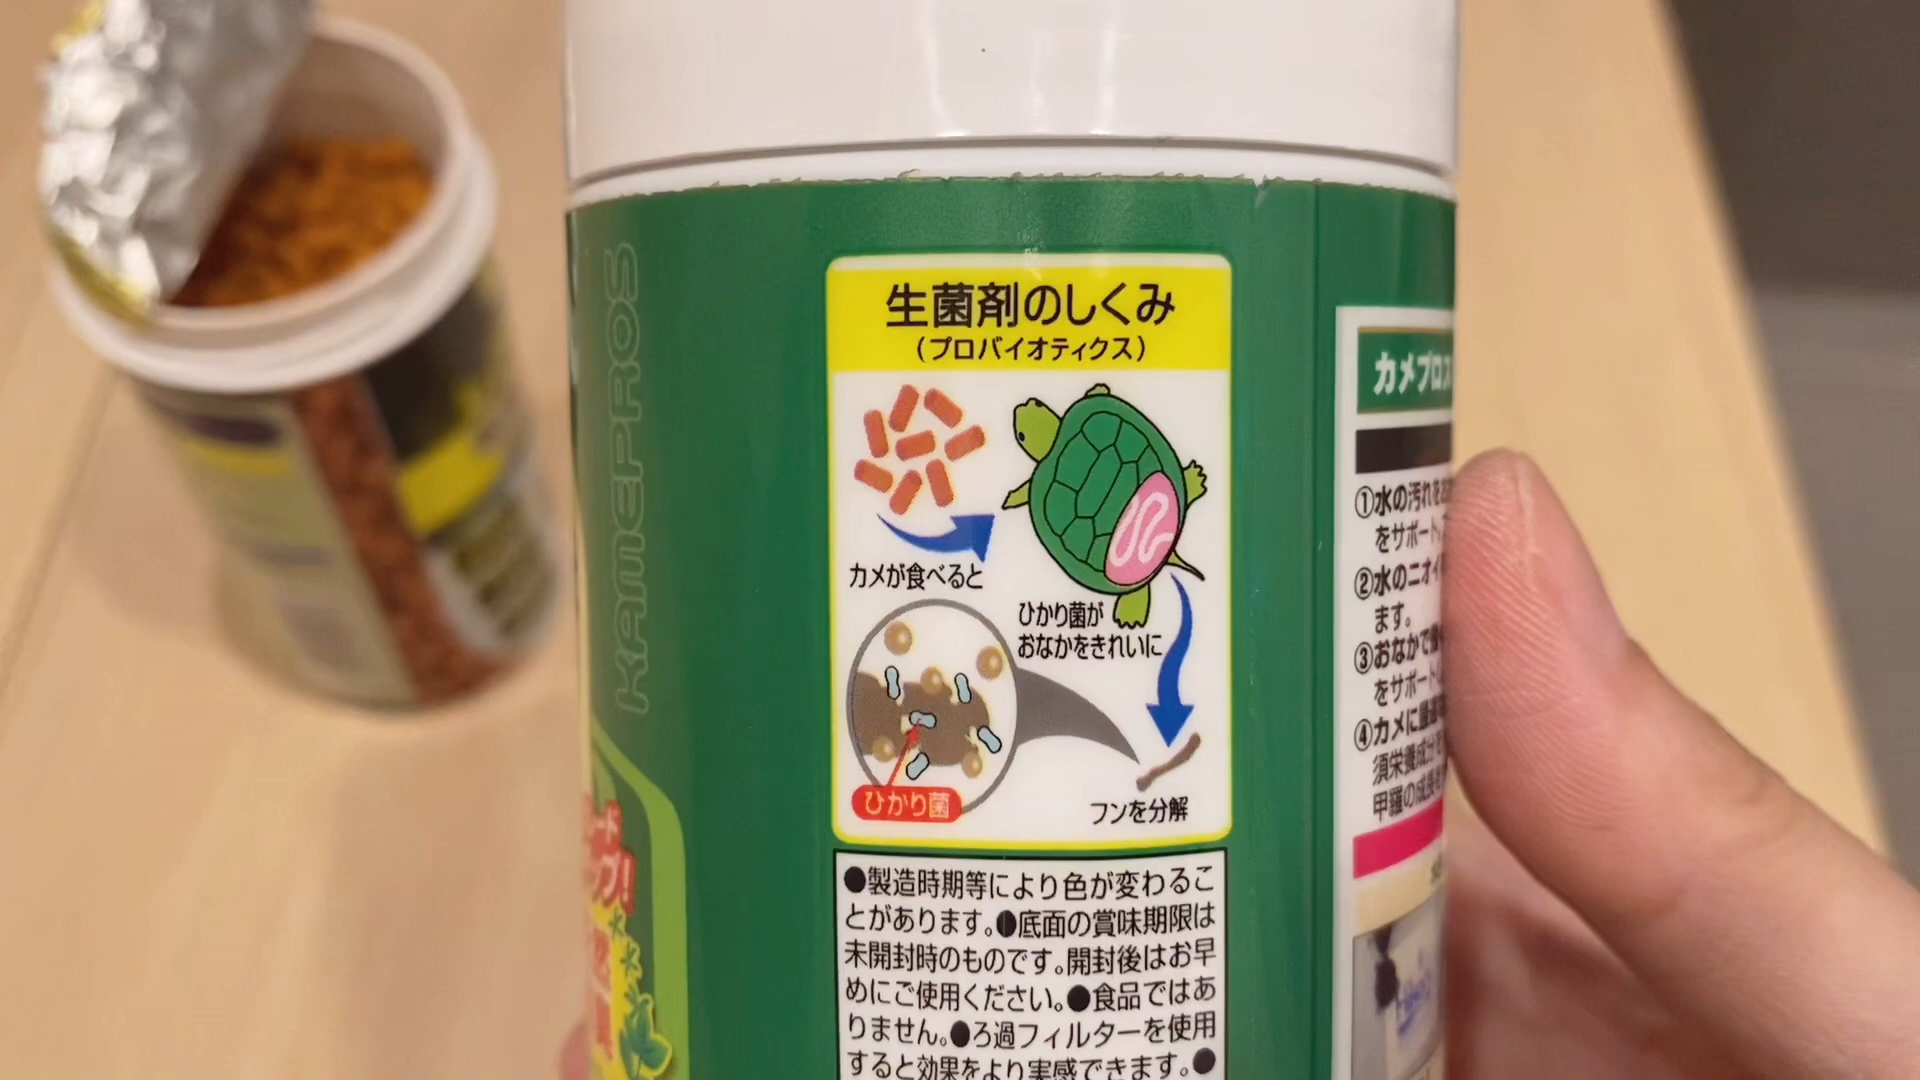 KAMEPROS
生菌剤のしくみ
(プロバイオティクス)
カメが食べると
ひかり菌が
おなかをきれいに
ひかり菌
フンを分解
●製造時期等により色が変わるこ
とがあります。●底面の賞味期限は
未開封時のものです。開封後はお早
めにご使用ください。●食品ではあ
りません。●ろ過フィルターを使用
すると効果をより実感できます。●
カメプロス
①水の汚れを
をサポート
②水のニオイ
ます。
③おなかで
をサポート
④カメに最適
須栄養成分を
甲羅の成長